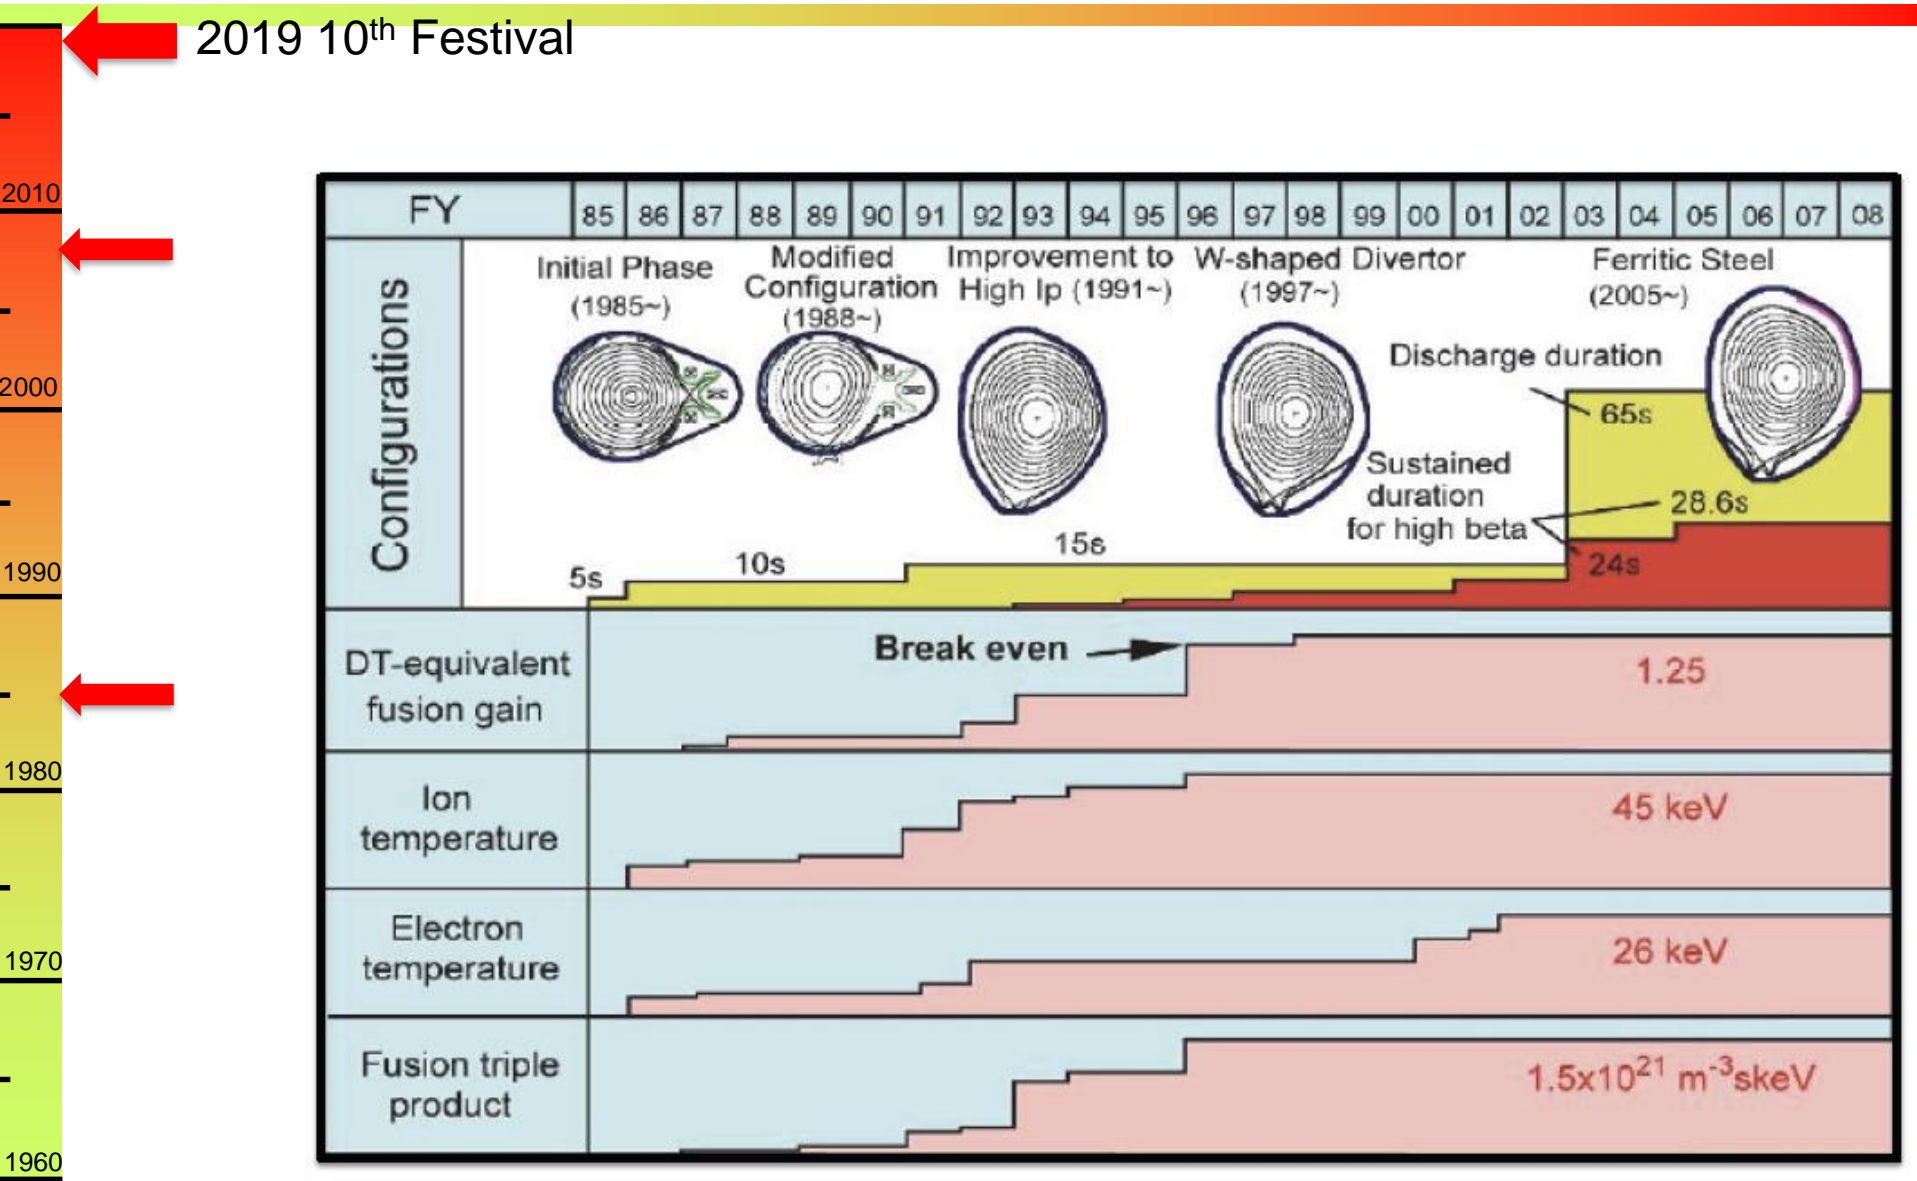 2019 10th Festival
2010
2000
1990
1980
1970
1960
FY 85 86 87 88 89 90 91 92 93 94 95 96 97 98 99 00 01 02 03 04 05 06 07 08
Configurations
Initial Phase
(1985~)
Modified
Configuration
(1988~)
Improvement to
High Ip (1991~)
W-shaped Divertor
(1997~)
Ferritic Steel
(2005~)
Discharge duration
65s
Sustained
duration
for high beta
28.6s
24s
5s
10s
15s
DT-equivalent
fusion gain
Break even
1.25
Ion
temperature
45 keV
Electron
temperature
26 keV
Fusion triple
product
1.5x10²¹ m⁻³skeV